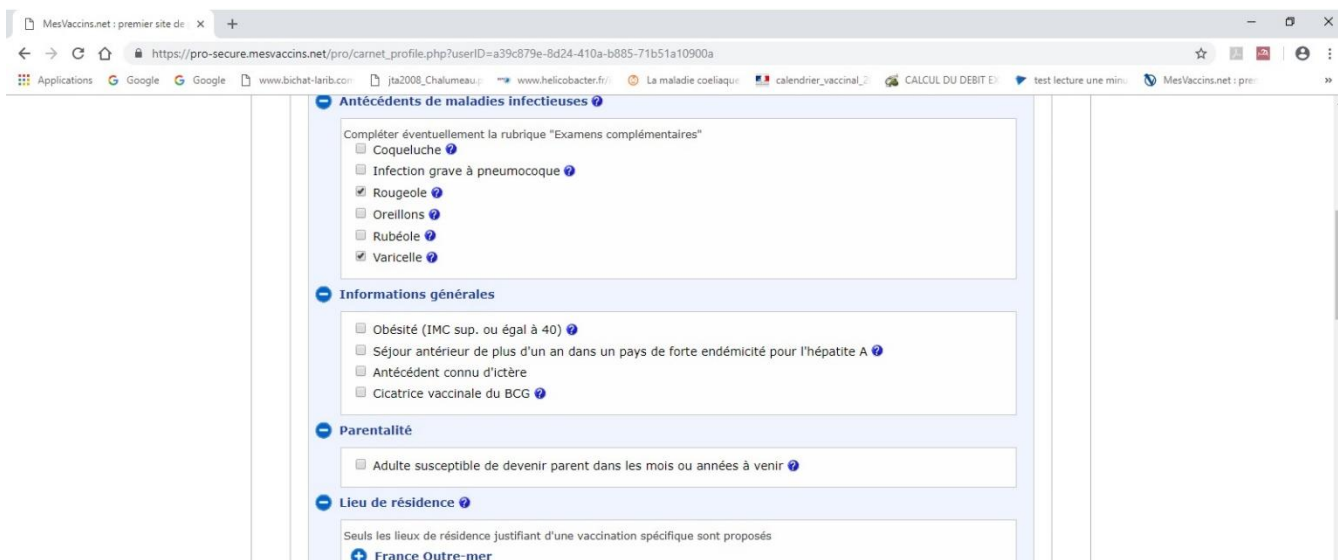 MesVaccins.net : premier site de
https://pro-secure.mesvaccins.net/pro/carnet_profile.php?userID=a39c879e-8d24-410a-b885-71b51a10900a
Applications Google Google www.bichat-larib.com jta2008_Chalumeau.p www.helicobacter.fr/ La maladie coeliaque calendrier_vaccinal_2 CALCUL DU DEBIT EX test lecture une minu MesVaccins.net : prem »
Antécédents de maladies infectieuses ?
Compléter éventuellement la rubrique "Examens complémentaires"
Coqueluche ?
Infection grave à pneumocoque ?
Rougeole ?
Oreillons ?
Rubéole ?
Varicelle ?
Informations générales
Obésité (IMC sup. ou égal à 40) ?
Séjour antérieur de plus d'un an dans un pays de forte endémicité pour l'hépatite A ?
Antécédent connu d'ictère
Cicatrice vaccinale du BCG ?
Parentalité
Adulte susceptible de devenir parent dans les mois ou années à venir ?
Lieu de résidence ?
Seuls les lieux de résidence justifiant d'une vaccination spécifique sont proposés
France Outre-mer